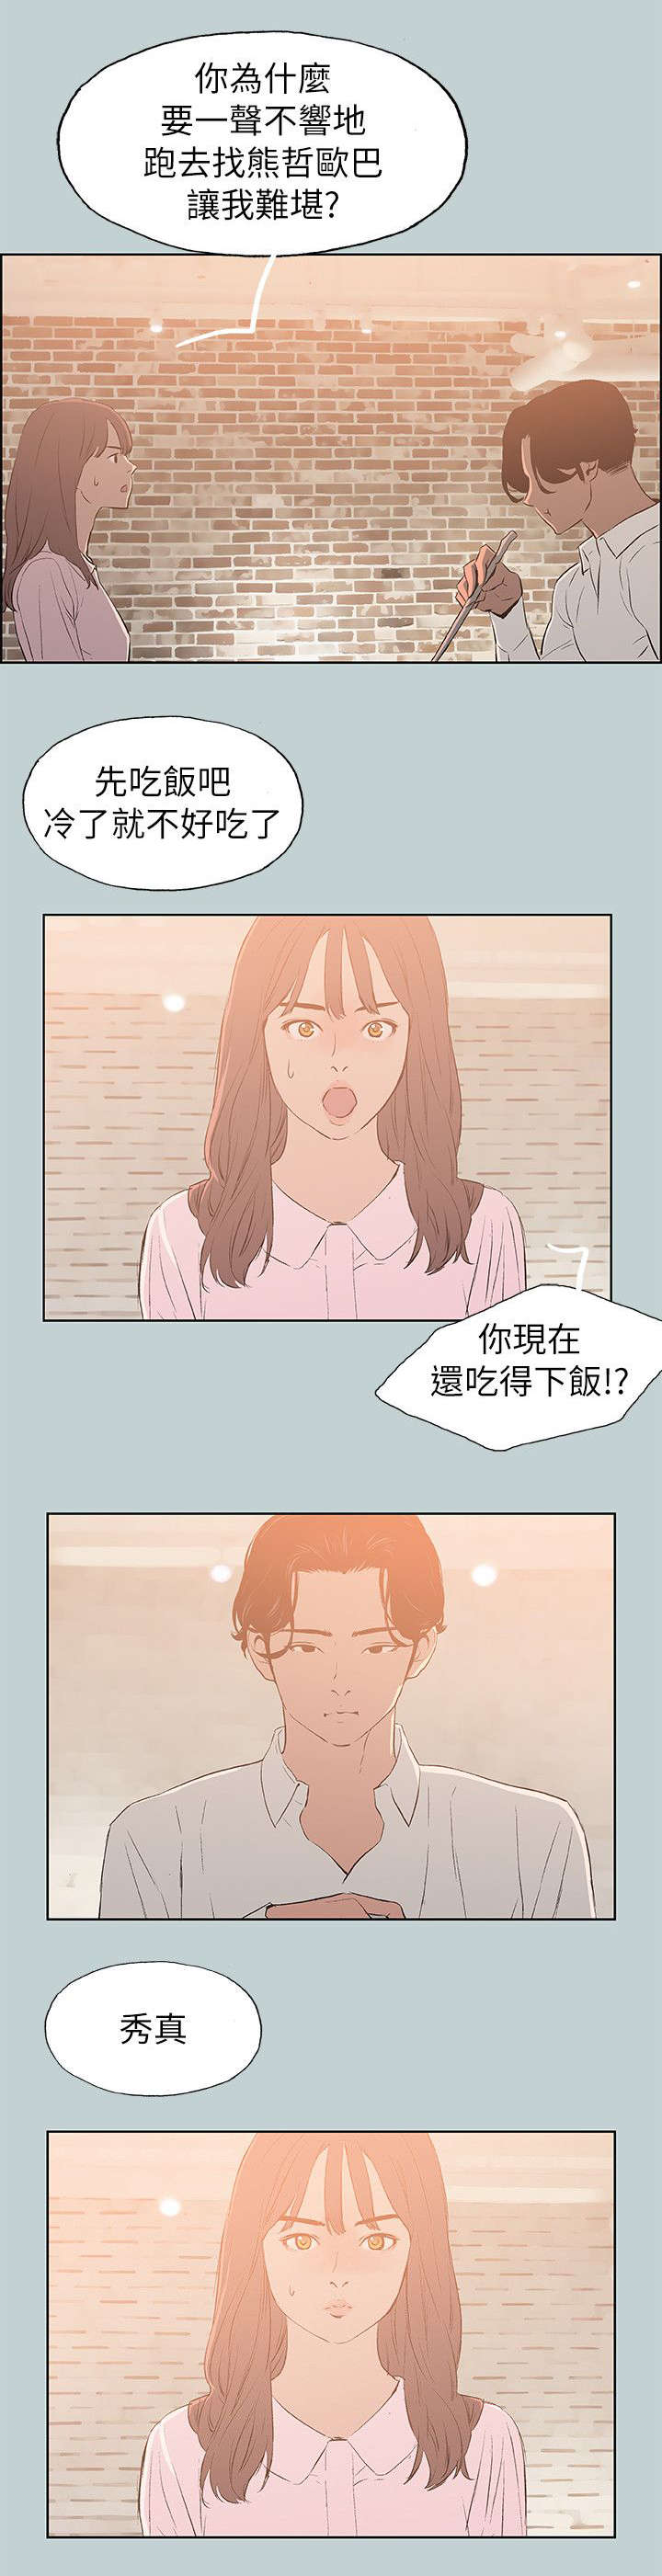 你為什麼
要一聲不響地
跑去找熊哲歐巴
讓我難堪?
先吃飯吧
冷了就不好吃了
你現在
還吃得下飯!?
秀真